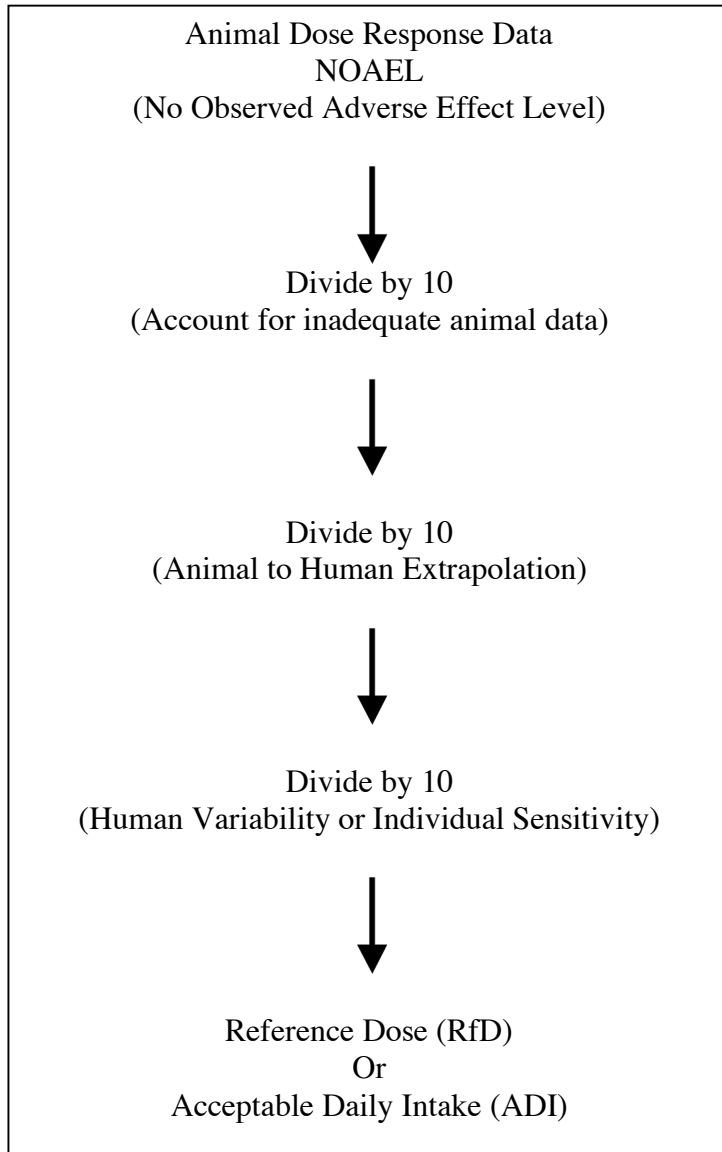 Animal Dose Response Data
NOAEL
(No Observed Adverse Effect Level)
Divide by 10
(Account for inadequate animal data)
Divide by 10
(Animal to Human Extrapolation)
Divide by 10
(Human Variability or Individual Sensitivity)
Reference Dose (RfD)
Or
Acceptable Daily Intake (ADI)